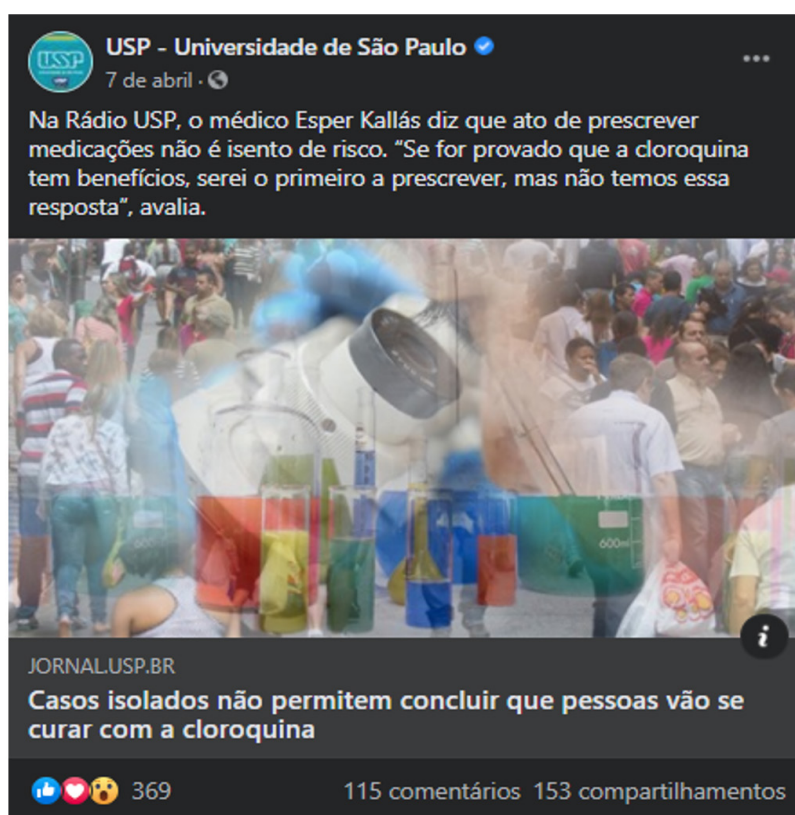 USP
USP - Universidade de São Paulo
7 de abril ·
Na Rádio USP, o médico Esper Kallás diz que ato de prescrever
medicações não é isento de risco. “Se for provado que a cloroquina
tem benefícios, serei o primeiro a prescrever, mas não temos essa
resposta”, avalia.
600ml
JORNAL.USP.BR
Casos isolados não permitem concluir que pessoas vão se
curar com a cloroquina
369
115 comentários 153 compartilhamentos